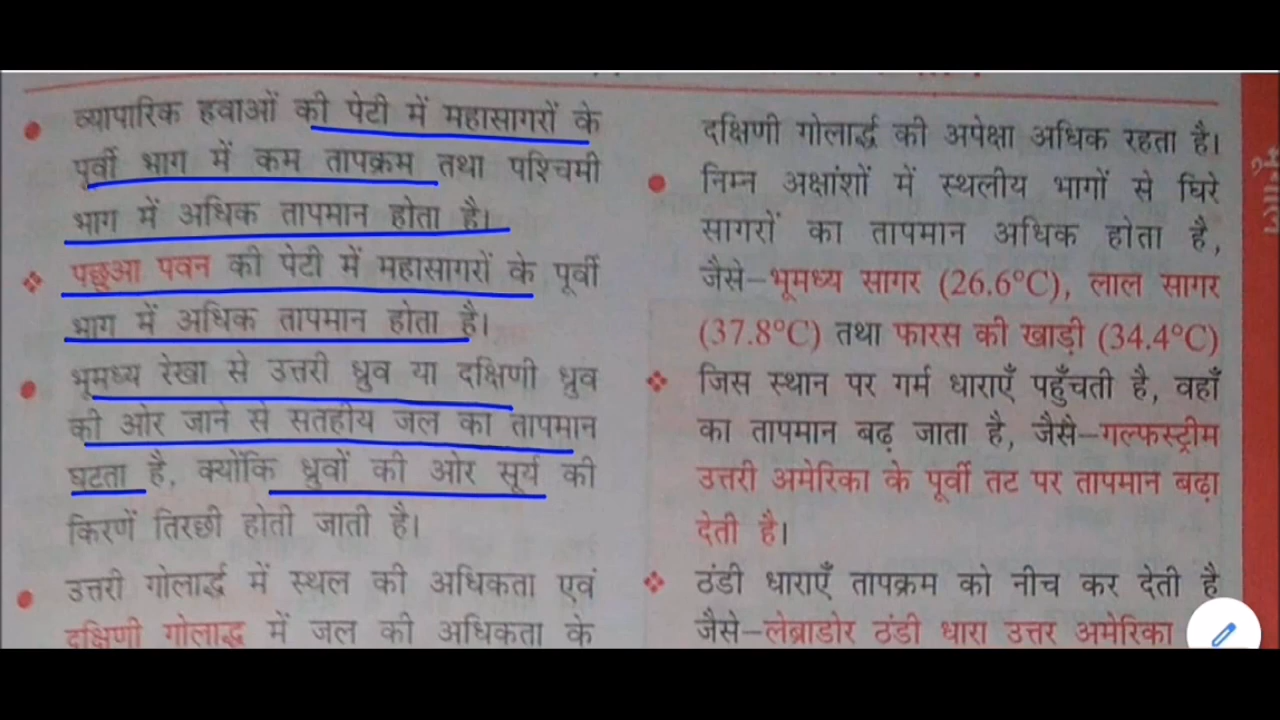 व्यापारिक हवाओं की पेटी में महासागरों के
पूर्वी भाग में कम तापक्रम तथा पश्चिमी
भाग में अधिक तापमान होता है।
पछुआ पवन की पेटी में महासागरों के पूर्वी
भाग में अधिक तापमान होता है।
भूमध्य रेखा से उत्तरी ध्रुव या दक्षिणी ध्रुव
की ओर जाने से सतहीय जल का तापमान
घटता है, क्योंकि ध्रुवों की ओर सूर्य की
किरणें तिरछी होती जाती है।
उत्तरी गोलार्द्ध में स्थल की अधिकता एवं
दक्षिणी गोलाद्ध में जल की अधिकता के
दक्षिणी गोलार्द्ध की अपेक्षा अधिक रहता है।
निम्न अक्षांशों में स्थलीय भागों से घिरे
सागरों का तापमान अधिक होता है,
जैसे–भूमध्य सागर (26.6°C), लाल सागर
(37.8°C) तथा फारस की खाड़ी (34.4°C)
जिस स्थान पर गर्म धाराएँ पहुँचती है, वहाँ
का तापमान बढ़ जाता है, जैसे–गल्फस्ट्रीम
उत्तरी अमेरिका के पूर्वी तट पर तापमान बढ़ा
देती है।
ठंडी धाराएँ तापक्रम को नीच कर देती है
जैसे–लेब्राडोर ठंडी धारा उत्तर अमेरिका
भूगोल